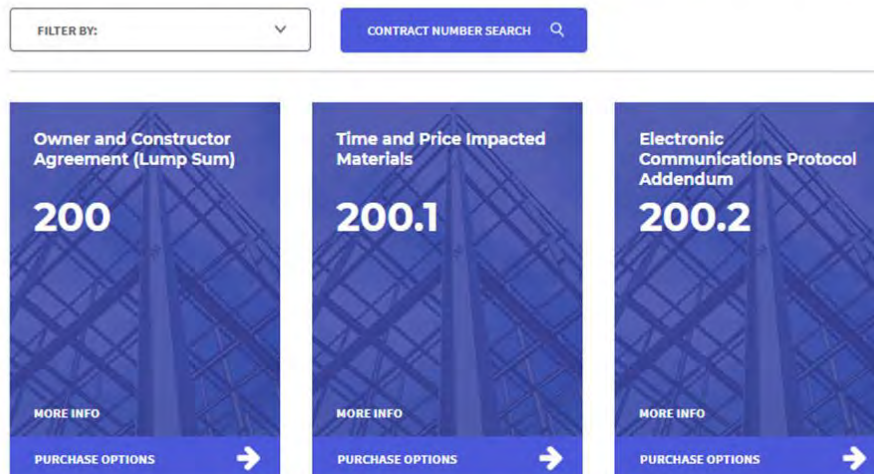 FILTER BY:
CONTRACT NUMBER SEARCH
Owner and Constructor
Agreement (Lump Sum)
200
MORE INFO
PURCHASE OPTIONS
Time and Price Impacted
Materials
200.1
MORE INFO
PURCHASE OPTIONS
Electronic
Communications Protocol
Addendum
200.2
MORE INFO
PURCHASE OPTIONS